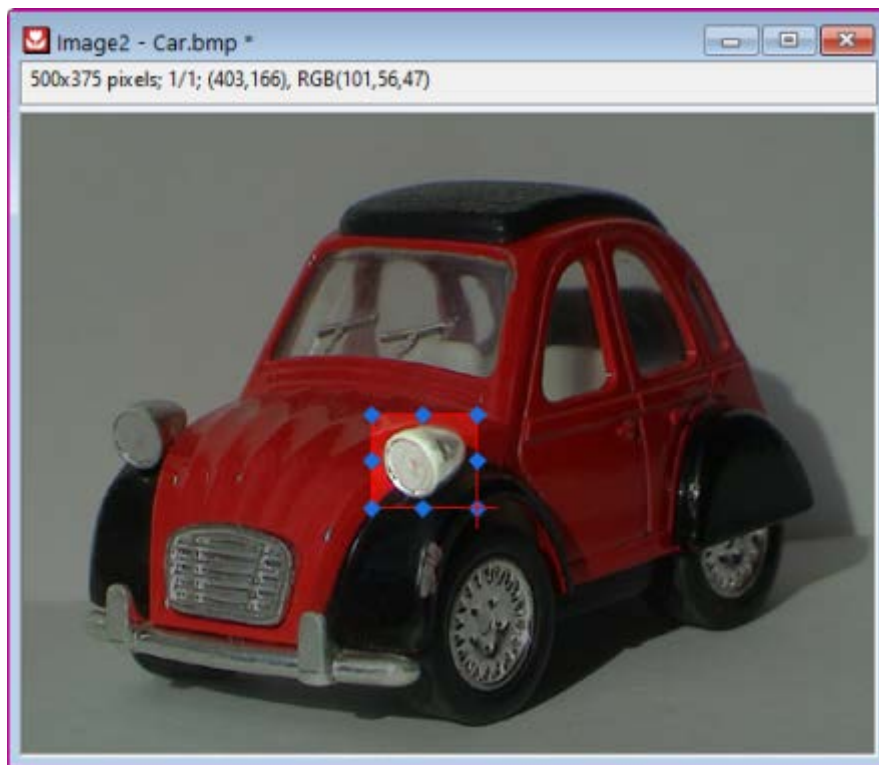 Image2 - Car.bmp *
500x375 pixels; 1/1; (403,166), RGB(101,56,47)